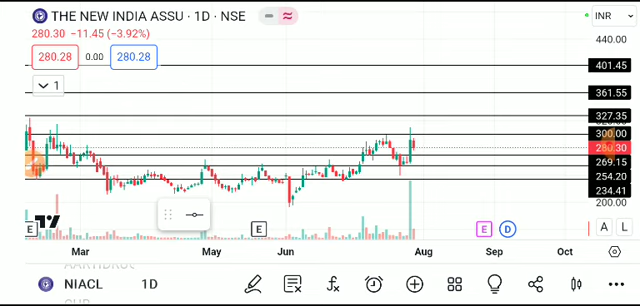 THE NEW INDIA ASSU · 1D · NSE
INR
280.30 −11.45 (−3.92%)
440.00
280.28 0.00 280.28
401.45
1
361.55
327.35
300.00
280.30
269.15
254.20
234.41
200.00
E E E D
A L
Mar May Jun Aug Sep Oct
NIACL 1D